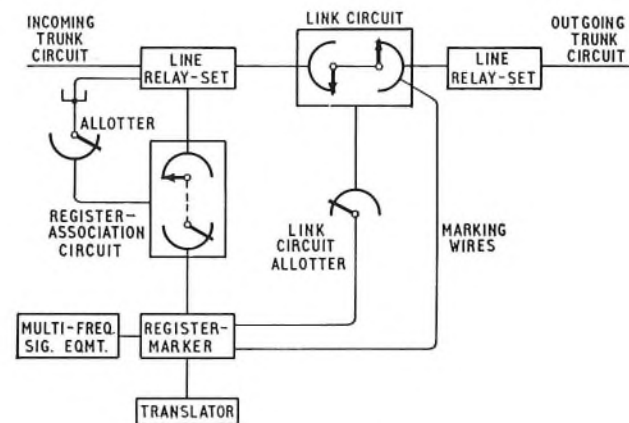 INCOMING
TRUNK
CIRCUIT
LINE
RELAY-SET
LINK CIRCUIT
LINE
RELAY-SET
OUTGOING
TRUNK
CIRCUIT
ALLOTTER
REGISTER-
ASSOCIATION
CIRCUIT
LINK
CIRCUIT
ALLOTTER
MARKING
WIRES
MULTI-FREQ.
SIG. EQMT.
REGISTER-
MARKER
TRANSLATOR